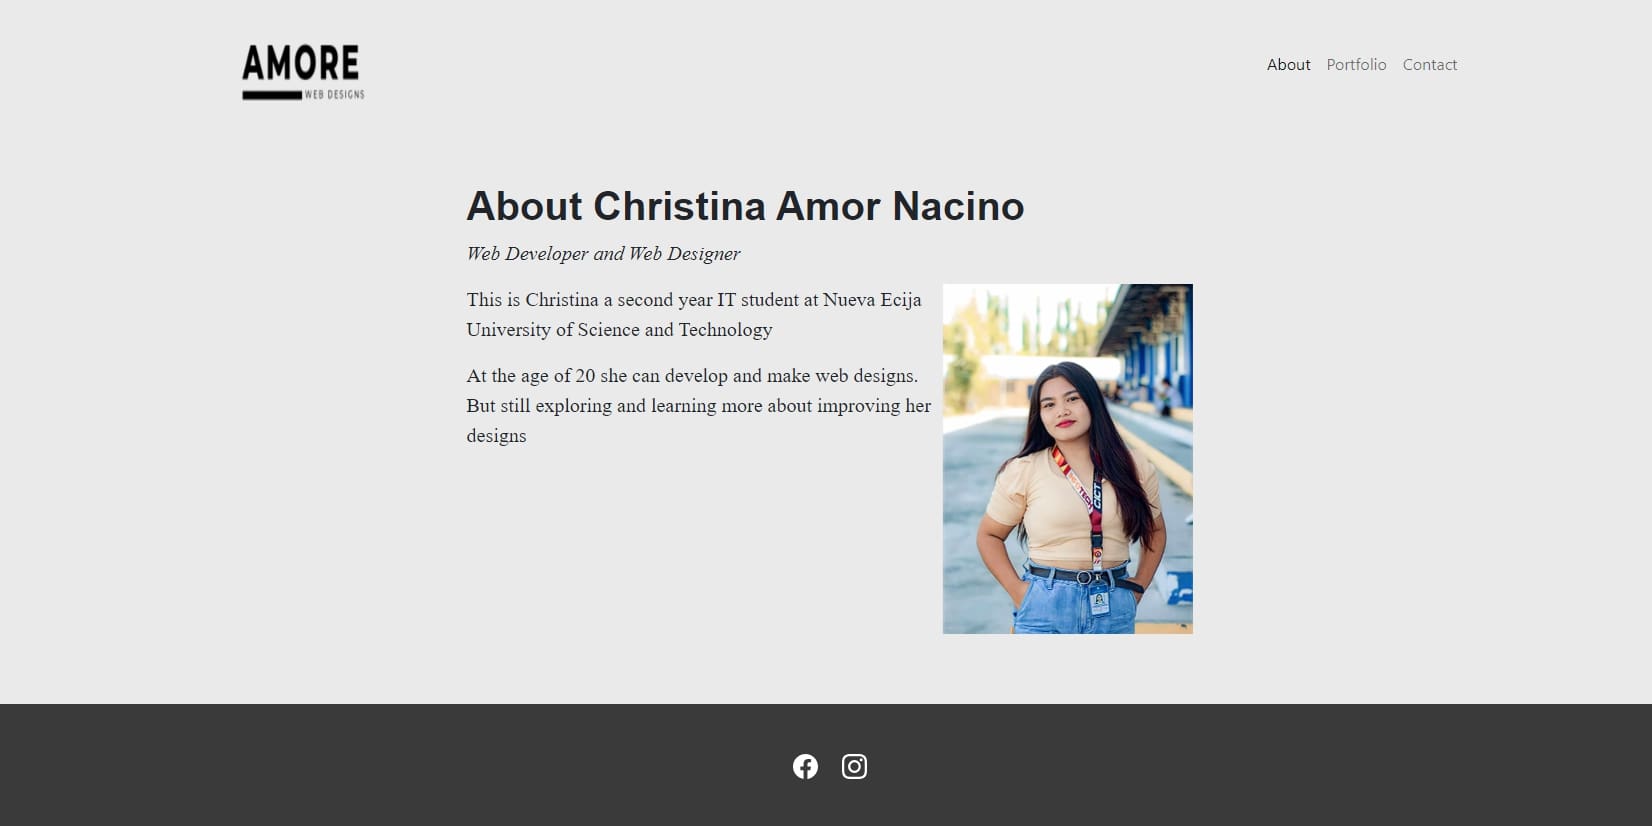 AMORE
WEB DESIGNS
About Portfolio Contact
About Christina Amor Nacino
Web Developer and Web Designer
This is Christina a second year IT student at Nueva Ecija
University of Science and Technology
At the age of 20 she can develop and make web designs.
But still exploring and learning more about improving her
designs
CICT